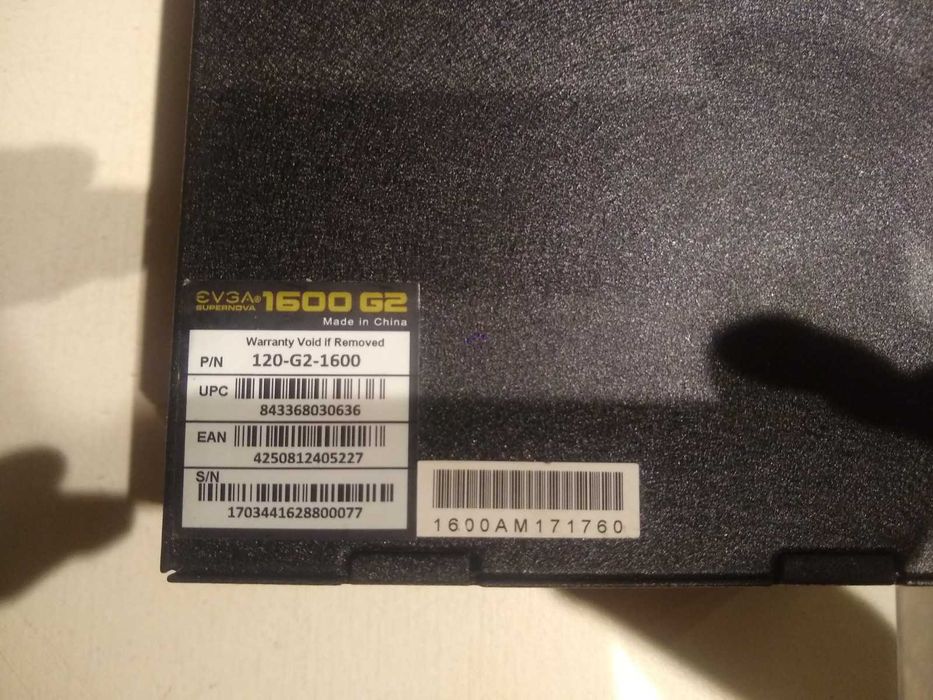 EVGA® SUPERNOVA 1600 G2
Made in China
Warranty Void If Removed
P/N 120-G2-1600
UPC
843368030636
EAN
4250812405227
S/N
1703441628800077
1600AM171760